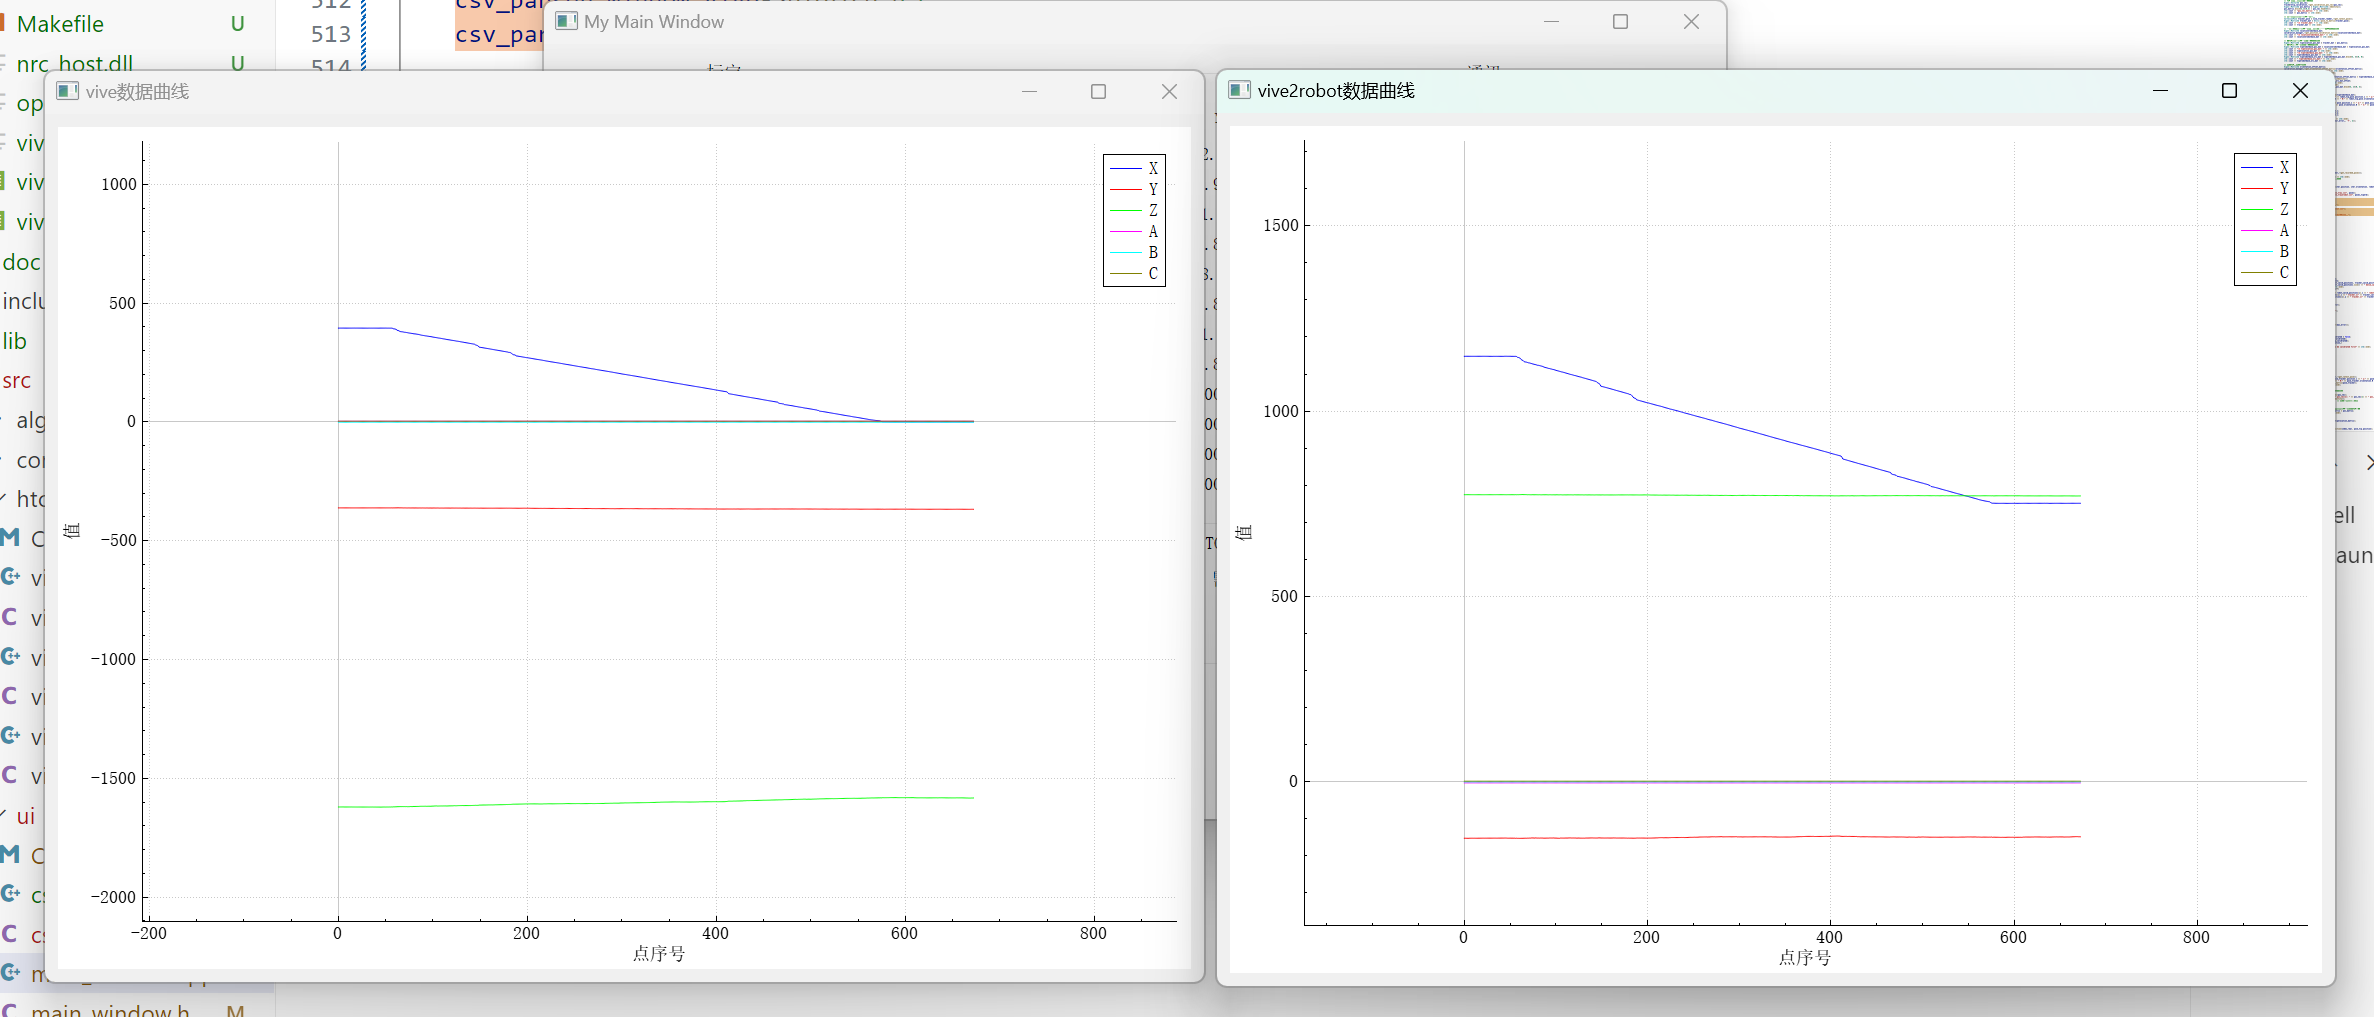 Makefile U
nrc_host.dll U
op
viv
viv
viv
doc
inclu
lib
src
alg
cor
htc
C
vi
vi
vi
vi
vi
vi
ui
C
cs
cs
m
main_window.h M
512
513 csv_par
514
My Main Window
vive数据曲线
1000
500
0
-500
-1000
-1500
-2000
值
-200 0 200 400 600 800
点序号
X
Y
Z
A
B
C
vive2robot数据曲线
1500
1000
500
0
值
0 200 400 600 800
点序号
X
Y
Z
A
B
C
ell
aun